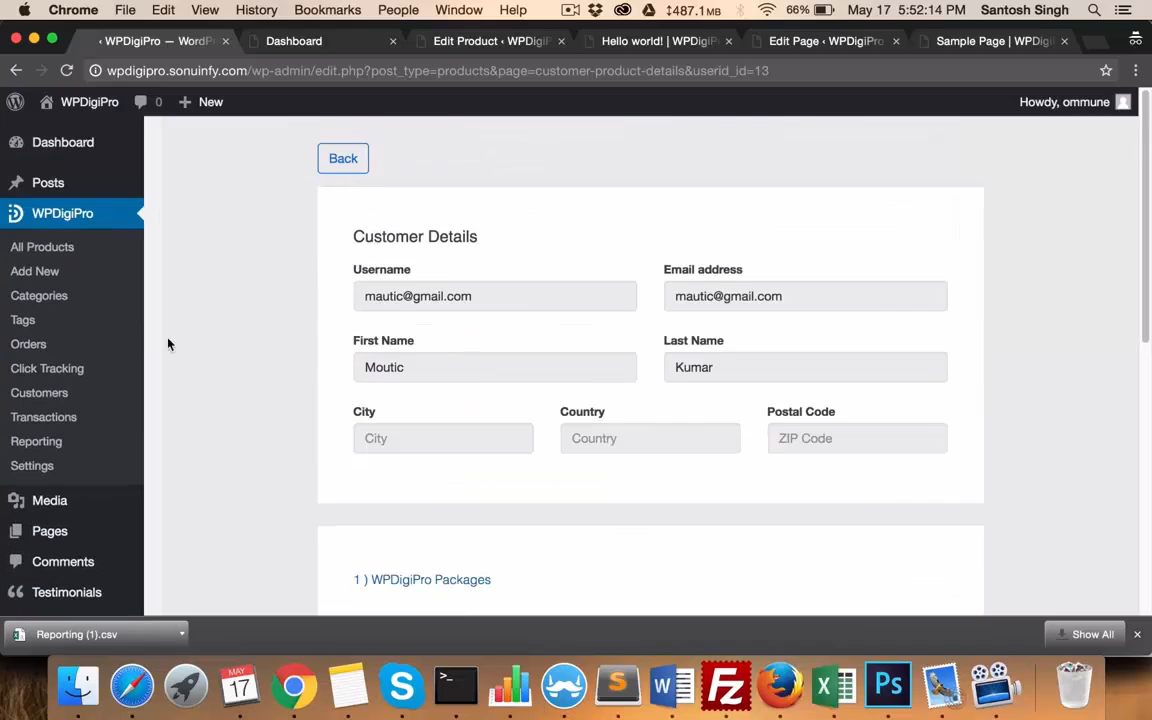 Chrome File Edit View History Bookmarks People Window Help 487.1MB 66% May 17 5:52:14 PM Santosh Singh
‹ WPDigiPro — WordPr Dashboard Edit Product ‹ WPDigiP Hello world! | WPDigiPr Edit Page ‹ WPDigiPro Sample Page | WPDigi
wpdigipro.sonuinfy.com/wp-admin/edit.php?post_type=products&page=customer-product-details&userid_id=13
WPDigiPro 0 New Howdy, ommune
Dashboard
Posts
WPDigiPro
All Products
Add New
Categories
Tags
Orders
Click Tracking
Customers
Transactions
Reporting
Settings
Media
Pages
Comments
Testimonials
Back
Customer Details
Username Email address
mautic@gmail.com mautic@gmail.com
First Name Last Name
Moutic Kumar
City Country Postal Code
City Country ZIP Code
1 ) WPDigiPro Packages
Reporting (1).csv Show All
MAY
17